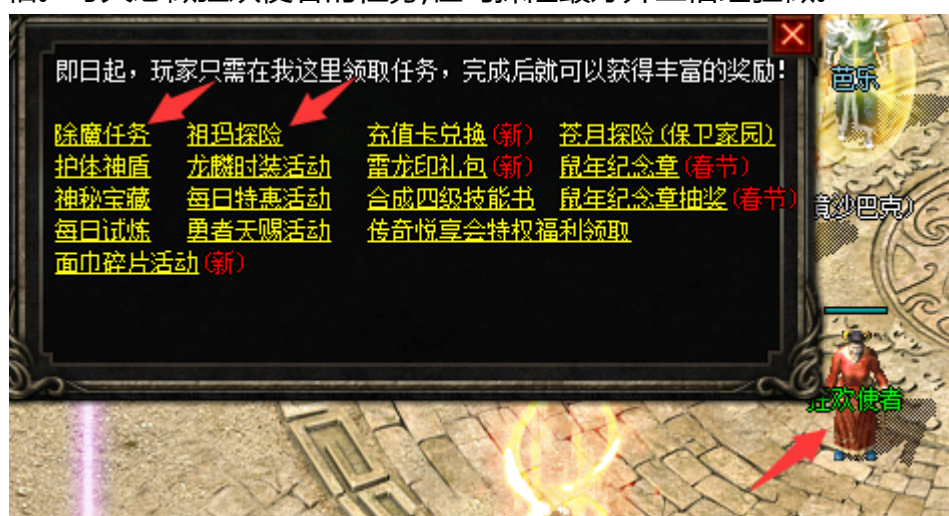 即日起，玩家只需在我这里领取任务，完成后就可以获得丰富的奖励！
芭乐
除魔任务 祖玛探险 充值卡兑换(新) 苍月探险(保卫家园)
护体神盾 龙麟时装活动 雷龙印礼包(新) 鼠年纪念章(春节)
神秘宝藏 每日特惠活动 合成四级技能书 鼠年纪念章抽奖(春节)
沙巴克)
每日试炼 勇者天赐活动 传奇悦享会特权福利领取
面巾碎片活动(新)
狂欢使者